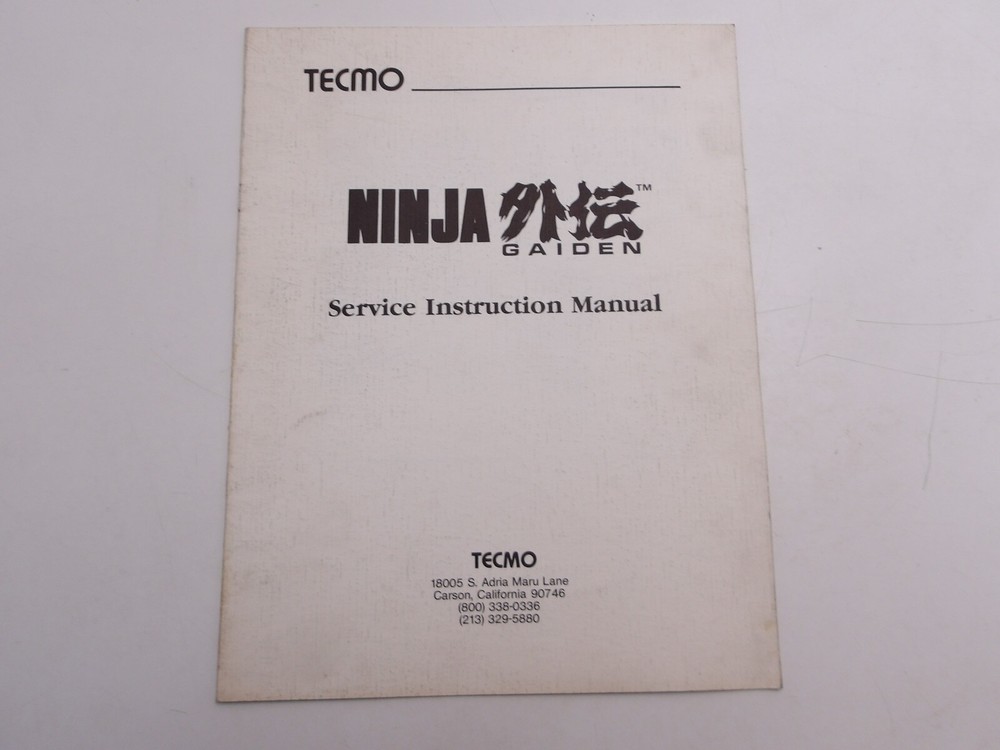 TECMO
NINJA 外伝™
GAIDEN
Service Instruction Manual
TECMO
18005 S. Adria Maru Lane
Carson, California 90746
(800) 338-0336
(213) 329-5880